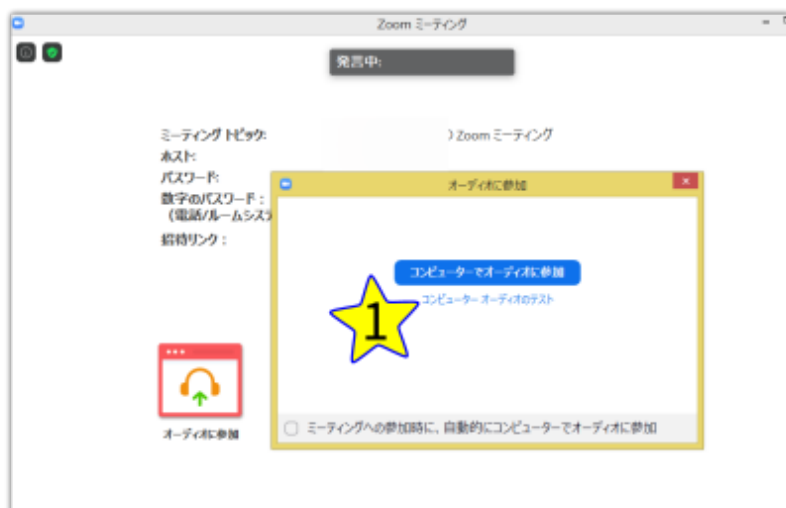 Zoom ミーティング
発言中:
ミーティング トピック:
) Zoom ミーティング
ホスト:
パスワード:
数字のパスワード :
(電話/ルームシステ
招待リンク :
オーディオに参加
コンピューターでオーディオに参加
コンピューター オーディオのテスト
1
ミーティングへの参加時に、自動的にコンピューターでオーディオに参加
オーディオに参加